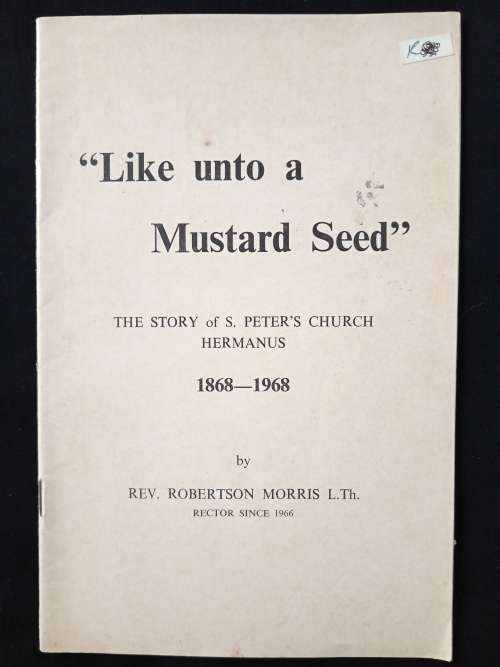 “Like unto a
Mustard Seed”
THE STORY of S. PETER'S CHURCH
HERMANUS
1868—1968
by
REV. ROBERTSON MORRIS L.Th.
RECTOR SINCE 1966